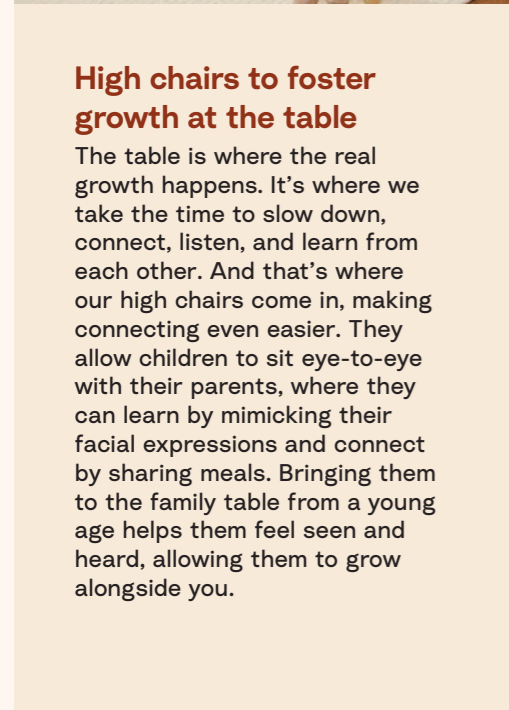 High chairs to foster
growth at the table
The table is where the real
growth happens. It’s where we
take the time to slow down,
connect, listen, and learn from
each other. And that’s where
our high chairs come in, making
connecting even easier. They
allow children to sit eye-to-eye
with their parents, where they
can learn by mimicking their
facial expressions and connect
by sharing meals. Bringing them
to the family table from a young
age helps them feel seen and
heard, allowing them to grow
alongside you.